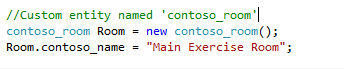 //Custom entity named 'contoso_room'
contoso_room Room = new contoso_room();
Room.contoso_name = "Main Exercise Room";